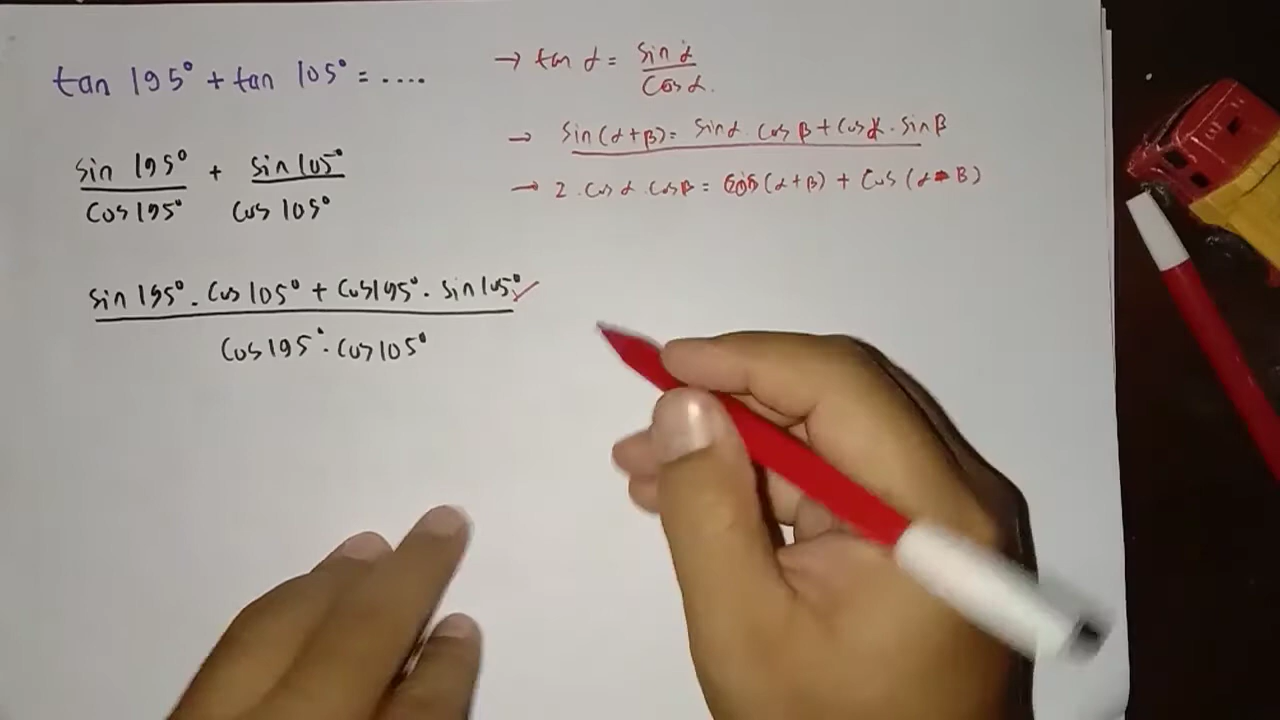 tan 195° + tan 105° = ....
→ tan α = sin α / cos α.
→ sin(α+β) = sin α . cos β + cos α . sin β
→ 2 . cos α . cos β = cos(α+β) + cos(α-β)
sin 195° / cos 195° + sin 105° / cos 105°
sin 195° . cos 105° + cos 195° . sin 105° ✓
cos 195° . cos 105°